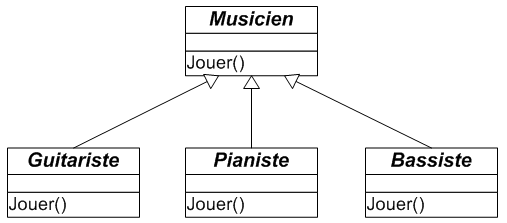 Musicien
Jouer()
Guitariste
Pianiste
Bassiste
Jouer()
Jouer()
Jouer()